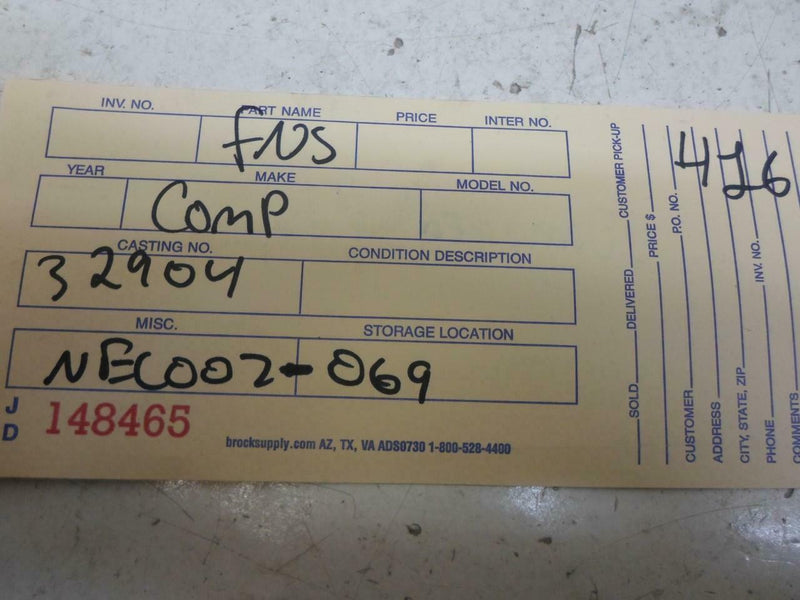 INV. NO. PART NAME PRICE INTER NO.
FNS
YEAR MAKE MODEL NO.
Comp
CASTING NO. CONDITION DESCRIPTION
32904
MISC. STORAGE LOCATION
NEC002-069
J
D
148465
brocksupply.com AZ, TX, VA ADS0730 1-800-528-4400
SOLD DELIVERED CUSTOMER PICK-UP
PRICE $
CUSTOMER P.O. NO.
ADDRESS
CITY, STATE, ZIP
PHONE INV. NO.
COMMENTS